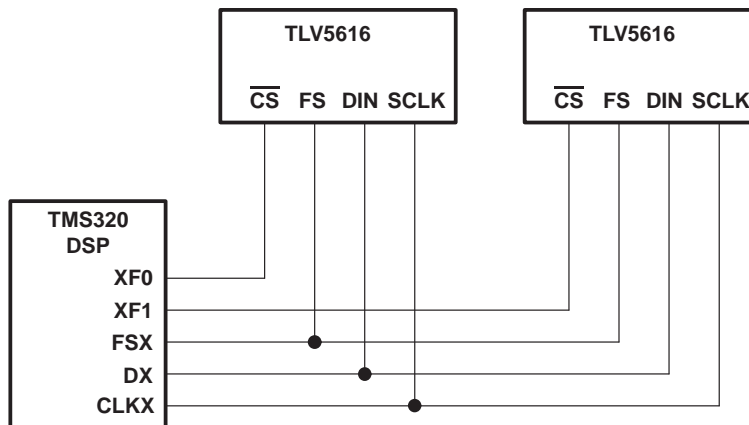 TLV5616
CS FS DIN SCLK
TLV5616
CS FS DIN SCLK
TMS320
DSP
XF0
XF1
FSX
DX
CLKX